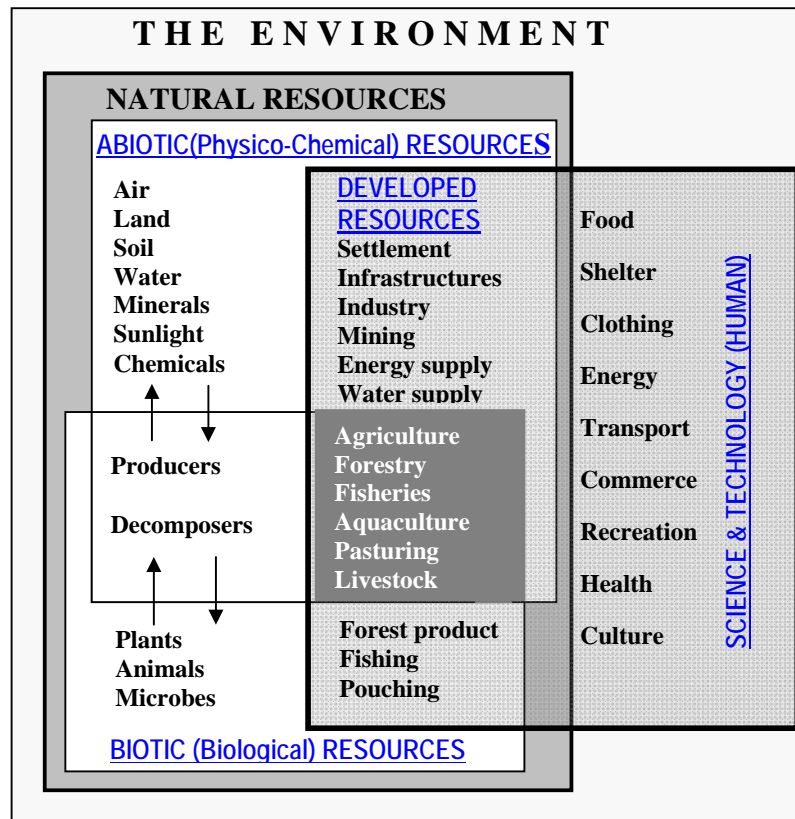 THE ENVIRONMENT
NATURAL RESOURCES
ABIOTIC(Physico-Chemical) RESOURCES
Air
Land
Soil
Water
Minerals
Sunlight
Chemicals
Producers
Decomposers
Plants
Animals
Microbes
BIOTIC (Biological) RESOURCES
DEVELOPED
RESOURCES
Settlement
Infrastructures
Industry
Mining
Energy supply
Water supply
Agriculture
Forestry
Fisheries
Aquaculture
Pasturing
Livestock
Forest product
Fishing
Pouching
Food
Shelter
Clothing
Energy
Transport
Commerce
Recreation
Health
Culture
SCIENCE & TECHNOLOGY (HUMAN)